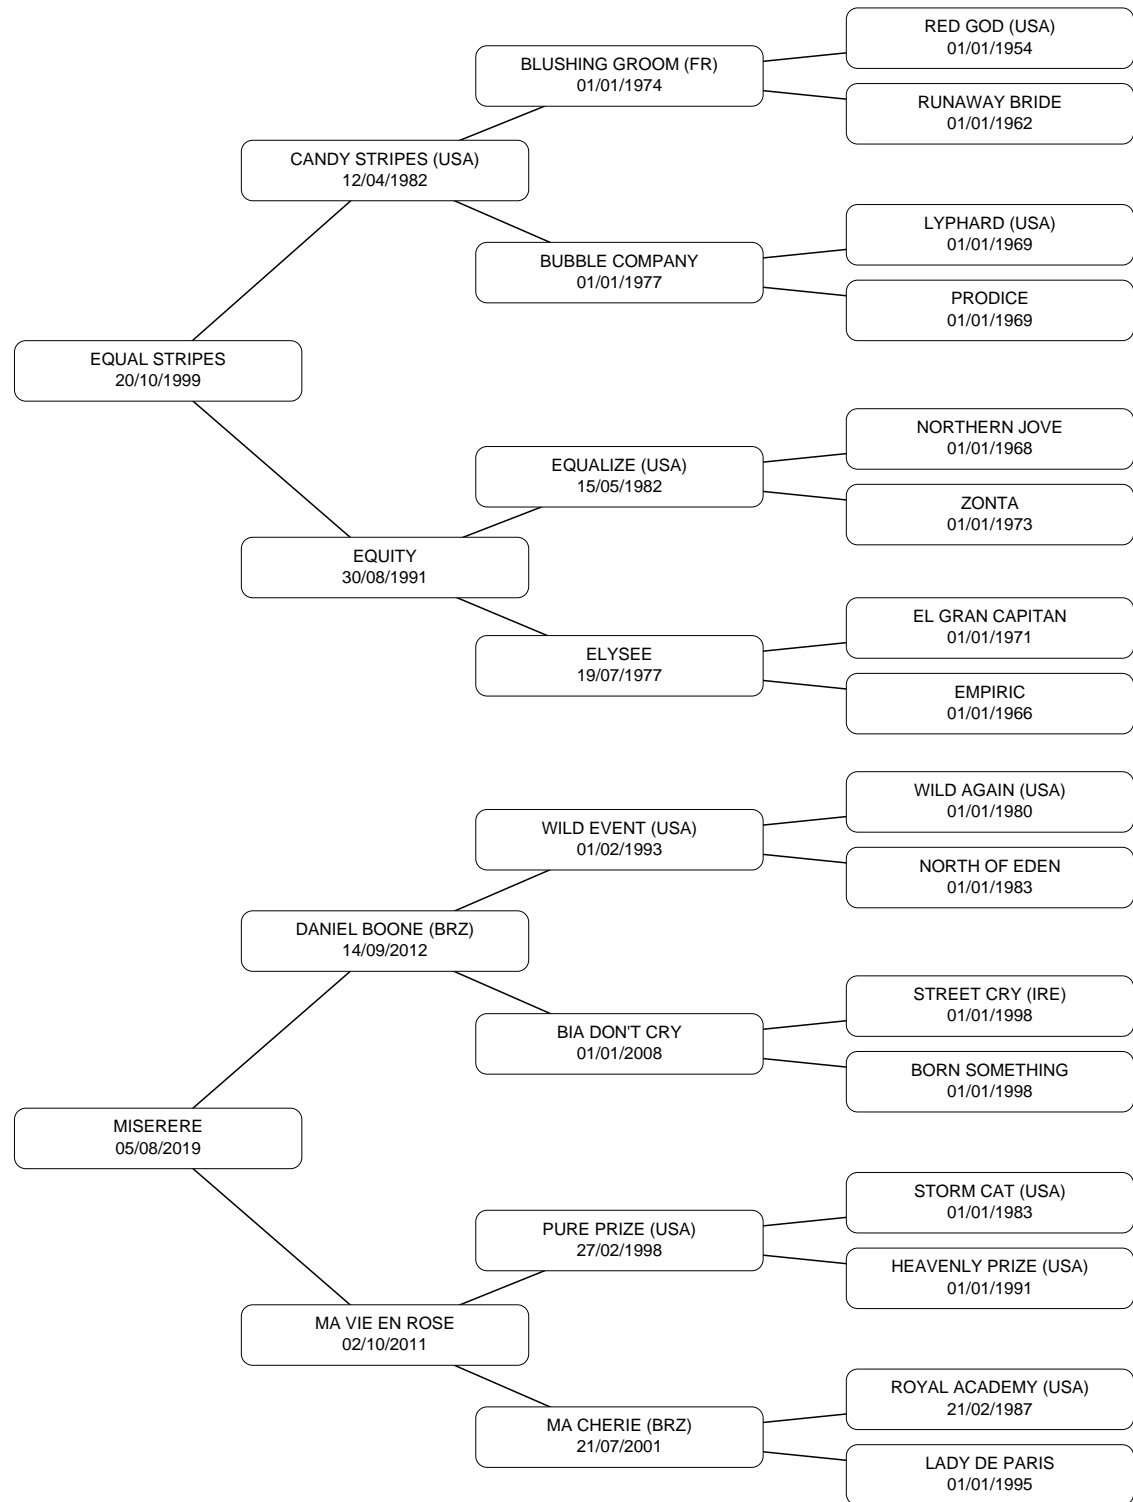 RED GOD (USA)
01/01/1954
BLUSHING GROOM (FR)
01/01/1974
RUNAWAY BRIDE
01/01/1962
CANDY STRIPES (USA)
12/04/1982
LYPHARD (USA)
01/01/1969
BUBBLE COMPANY
01/01/1977
PRODICE
01/01/1969
EQUAL STRIPES
20/10/1999
NORTHERN JOVE
01/01/1968
EQUALIZE (USA)
15/05/1982
ZONTA
01/01/1973
EQUITY
30/08/1991
EL GRAN CAPITAN
01/01/1971
ELYSEE
19/07/1977
EMPIRIC
01/01/1966
WILD AGAIN (USA)
01/01/1980
WILD EVENT (USA)
01/02/1993
NORTH OF EDEN
01/01/1983
DANIEL BOONE (BRZ)
14/09/2012
STREET CRY (IRE)
01/01/1998
BIA DON'T CRY
01/01/2008
BORN SOMETHING
01/01/1998
MISERERE
05/08/2019
STORM CAT (USA)
01/01/1983
PURE PRIZE (USA)
27/02/1998
HEAVENLY PRIZE (USA)
01/01/1991
MA VIE EN ROSE
02/10/2011
ROYAL ACADEMY (USA)
21/02/1987
MA CHERIE (BRZ)
21/07/2001
LADY DE PARIS
01/01/1995